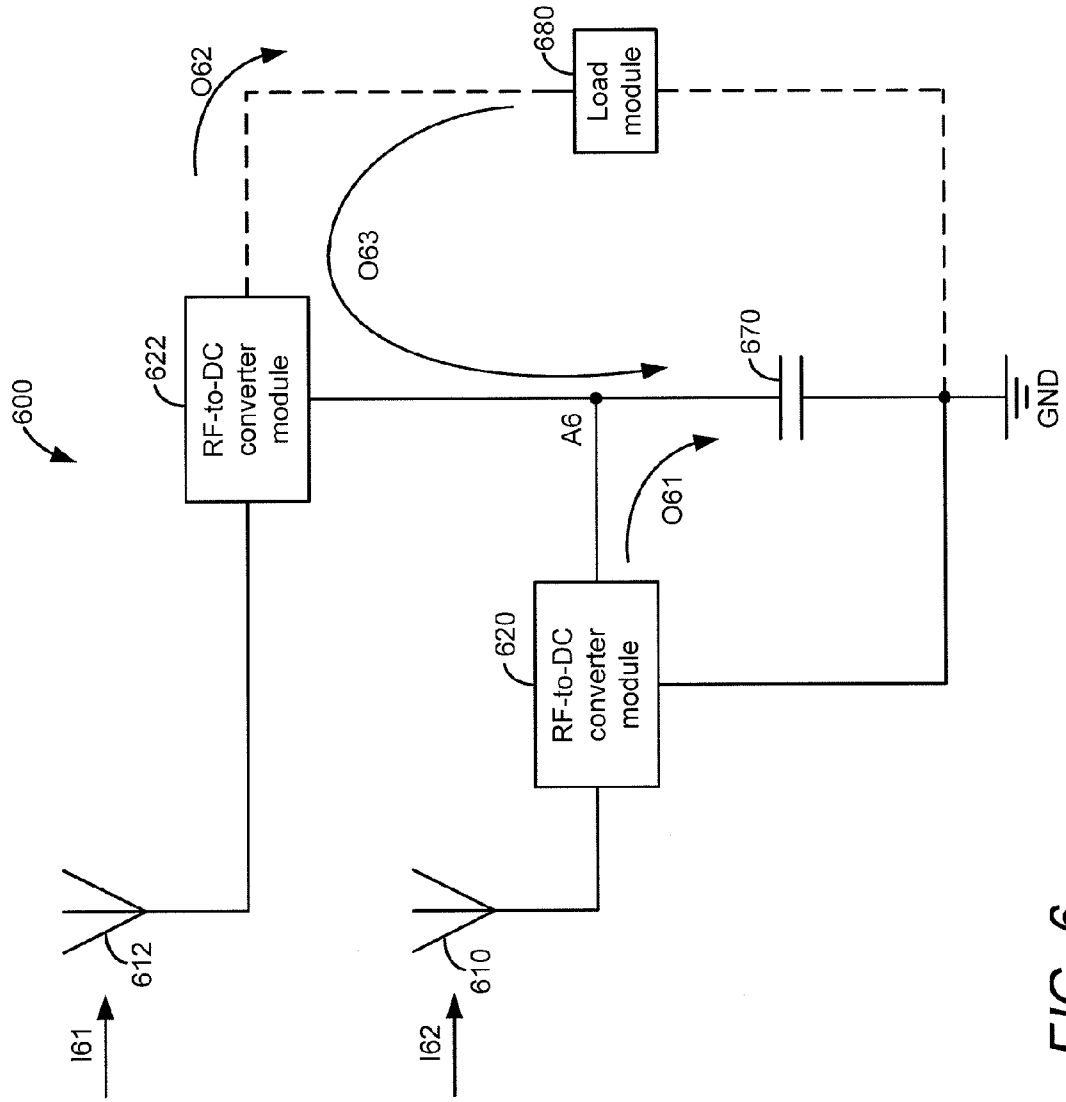 600
O62
622
RF-to-DC
converter
module
680
Load
module
O63
612
I61
A6
670
O61
620
RF-to-DC
converter
module
610
I62
GND
FIG. 6